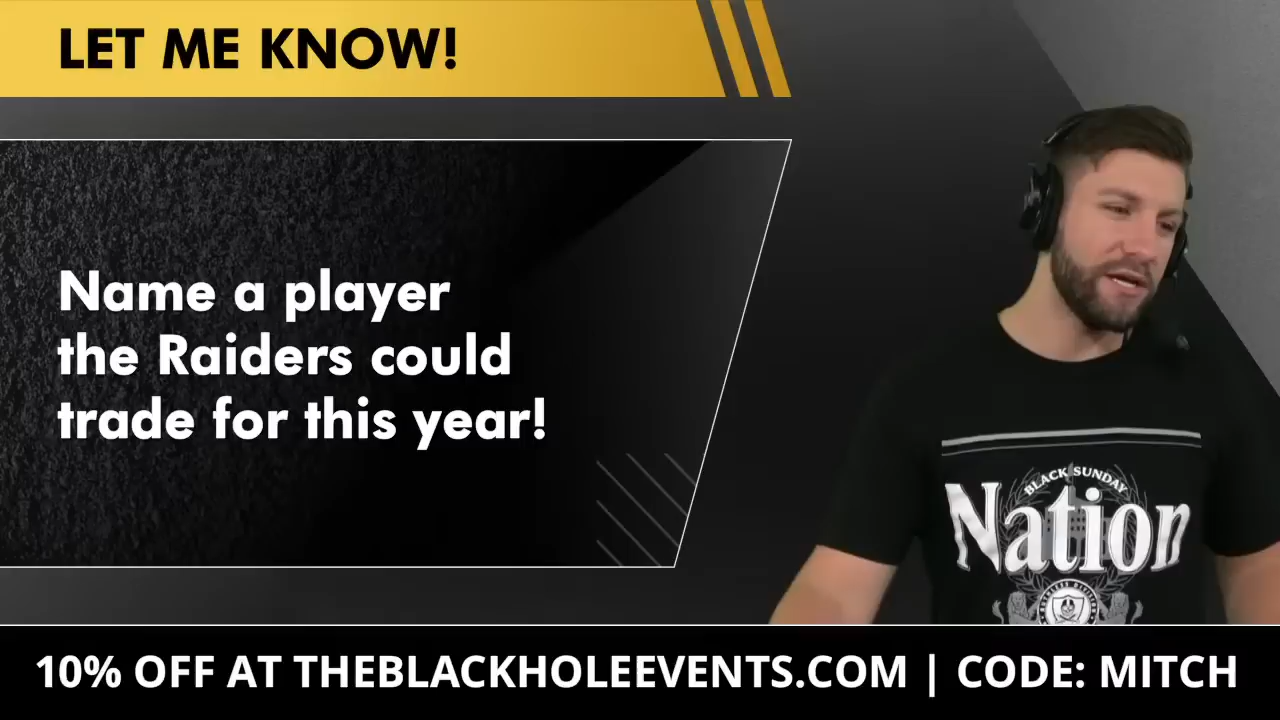 LET ME KNOW!
Name a player
the Raiders could
trade for this year!
BLACK SUNDAY
Nation
10% OFF AT THEBLACKHOLEEVENTS.COM | CODE: MITCH